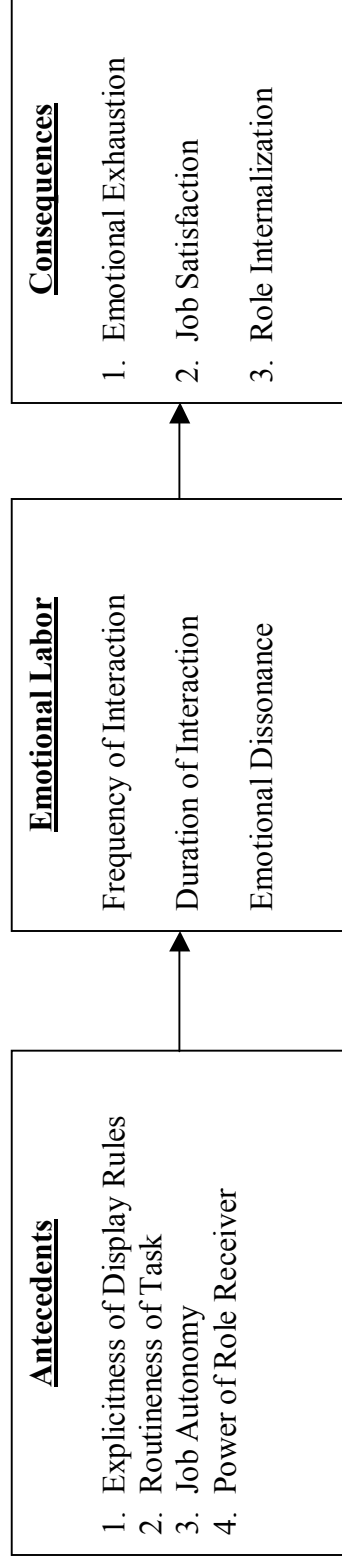 Antecedents
1. Explicitness of Display Rules
2. Routineness of Task
3. Job Autonomy
4. Power of Role Receiver
Emotional Labor
Frequency of Interaction
Duration of Interaction
Emotional Dissonance
Consequences
1. Emotional Exhaustion
2. Job Satisfaction
3. Role Internalization